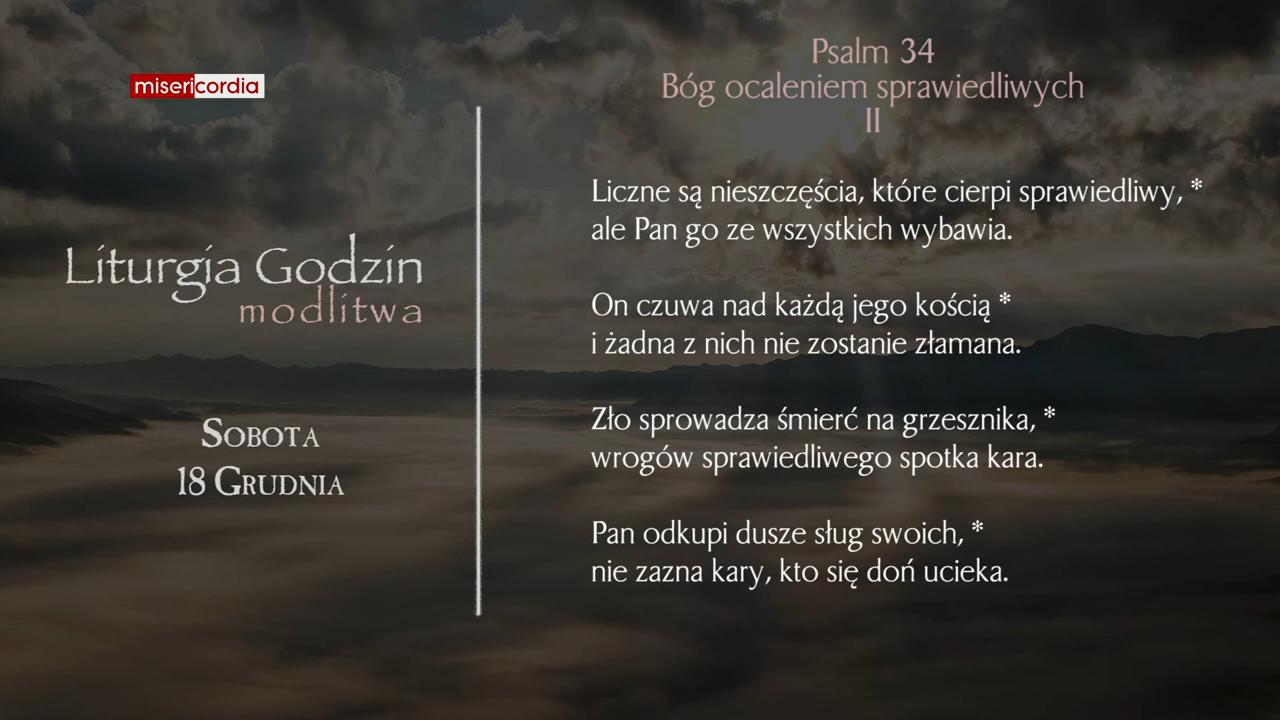 misericordia
Liturgia Godzin
modlitwa
Sobota
18 Grudnia
Psalm 34
Bóg ocaleniem sprawiedliwych
II
Liczne są nieszczęścia, które cierpi sprawiedliwy, *
ale Pan go ze wszystkich wybawia.
On czuwa nad każdą jego kością *
i żadna z nich nie zostanie złamana.
Zło sprowadza śmierć na grzesznika, *
wrogów sprawiedliwego spotka kara.
Pan odkupi dusze sług swoich, *
nie zazna kary, kto się doń ucieka.